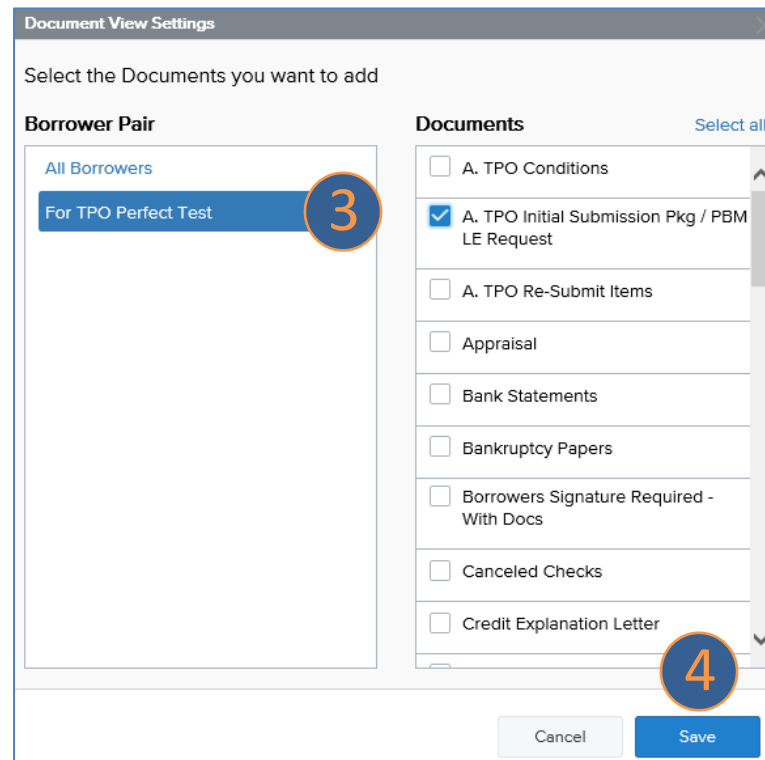 Document View Settings
Select the Documents you want to add
Borrower Pair
All Borrowers
For TPO Perfect Test
3
Documents
Select all
A. TPO Conditions
A. TPO Initial Submission Pkg / PBM
LE Request
A. TPO Re-Submit Items
Appraisal
Bank Statements
Bankruptcy Papers
Borrowers Signature Required -
With Docs
Canceled Checks
Credit Explanation Letter
4
Cancel
Save